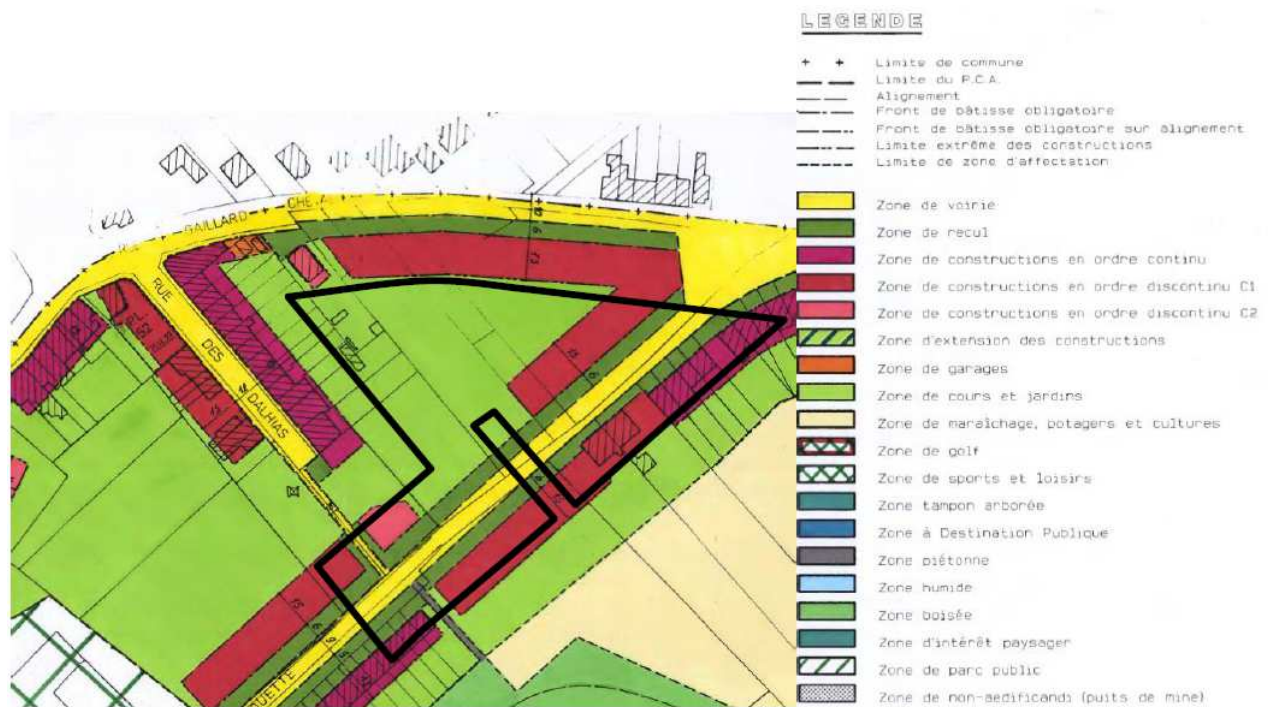 LEGENDE
Limite de commune
Limite du P.C.A.
Alignement
Front de bâtisse obligatoire
Front de bâtisse obligatoire sur alignement
Limite extrême des constructions
Limite de zone d'affectation
Zone de voirie
Zone de recul
Zone de constructions en ordre continu
Zone de constructions en ordre discontinu C1
Zone de constructions en ordre discontinu C2
Zone d'extension des constructions
Zone de garages
Zone de cours et jardins
Zone de maraîchage, potagers et cultures
Zone de golf
Zone de sports et loisirs
Zone tampon arborée
Zone à Destination Publique
Zone piétonne
Zone humide
Zone boisée
Zone d'intérêt paysager
Zone de parc public
Zone de non-aedificandi (puits de mine)
GAILLARD
CHE.
RUE
DES
DALHIAS
13
15
15